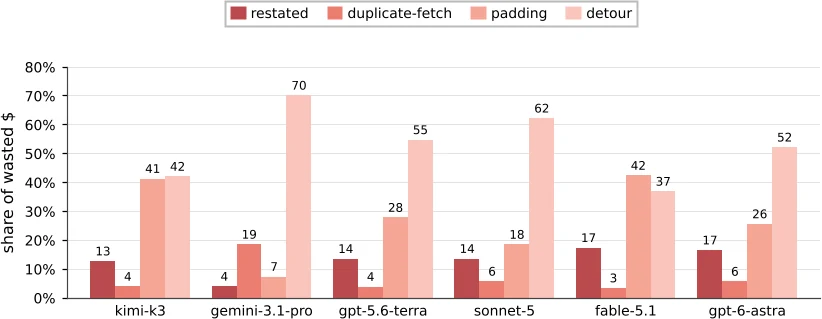 restated duplicate-fetch padding detour
share of wasted $
80%
70%
60%
50%
40%
30%
20%
10%
0%
13 4 41 42
4 19 7 70
14 4 28 55
14 6 18 62
17 3 42 37
17 6 26 52
kimi-k3 gemini-3.1-pro gpt-5.6-terra sonnet-5 fable-5.1 gpt-6-astra